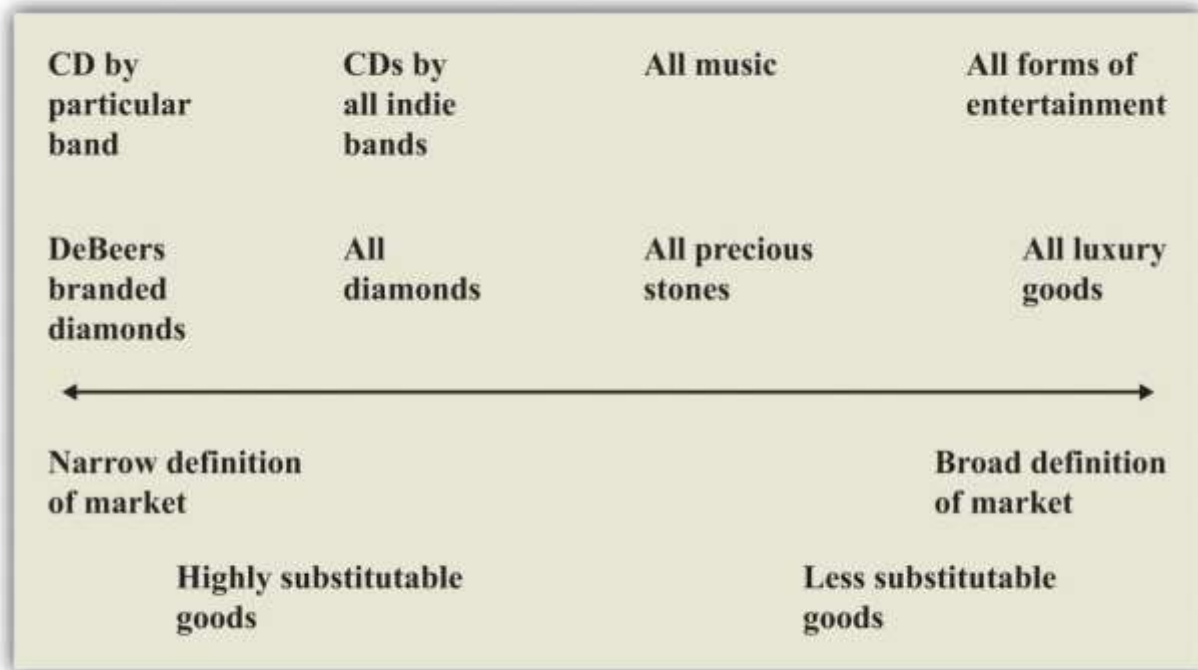 CD by
particular
band
CDs by
all indie
bands
All music
All forms of
entertainment
DeBeers
branded
diamonds
All
diamonds
All precious
stones
All luxury
goods
Narrow definition
of market
Broad definition
of market
Highly substitutable
goods
Less substitutable
goods